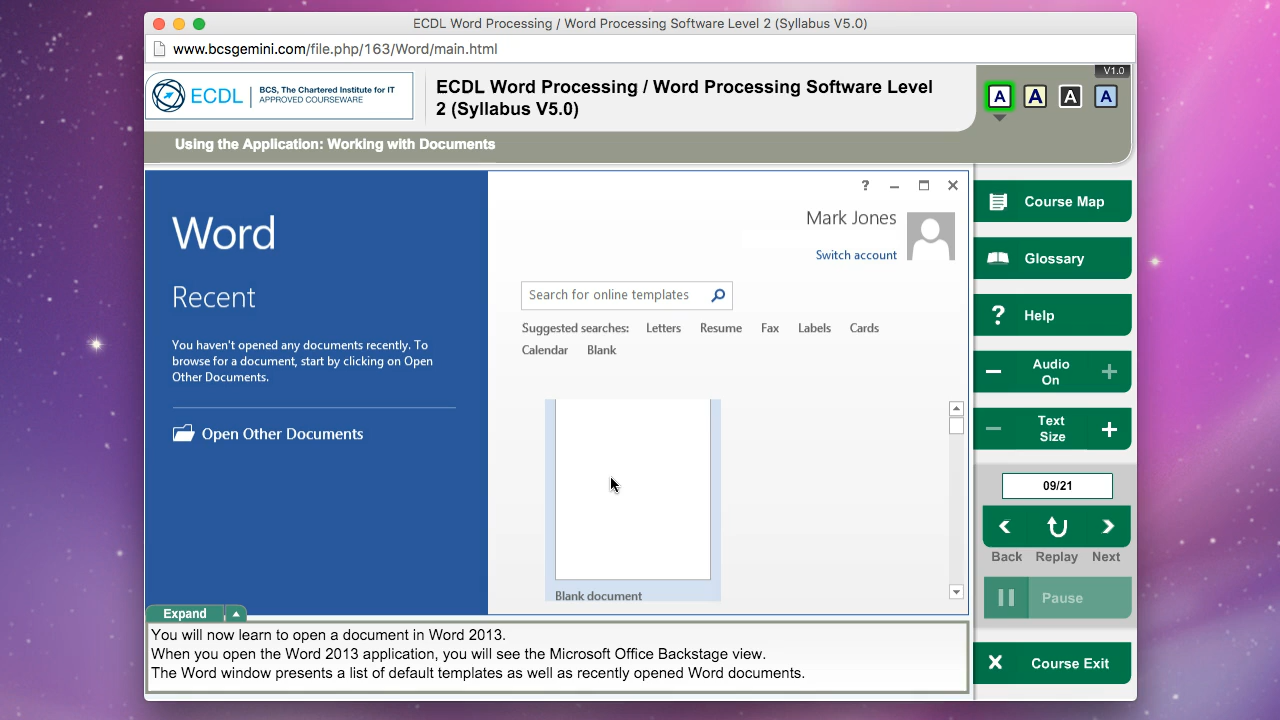 ECDL Word Processing / Word Processing Software Level 2 (Syllabus V5.0)
www.bcsgemini.com/file.php/163/Word/main.html
ECDL
BCS, The Chartered Institute for IT
APPROVED COURSEWARE
ECDL Word Processing / Word Processing Software Level
2 (Syllabus V5.0)
V1.0
A A A A
Using the Application: Working with Documents
Word
Recent
You haven't opened any documents recently. To
browse for a document, start by clicking on Open
Other Documents.
Open Other Documents
?
Mark Jones
Switch account
Search for online templates
Suggested searches: Letters Resume Fax Labels Cards
Calendar Blank
Blank document
Course Map
Glossary
? Help
Audio
On
Text
Size
09/21
Back Replay Next
Pause
Course Exit
Expand
You will now learn to open a document in Word 2013.
When you open the Word 2013 application, you will see the Microsoft Office Backstage view.
The Word window presents a list of default templates as well as recently opened Word documents.